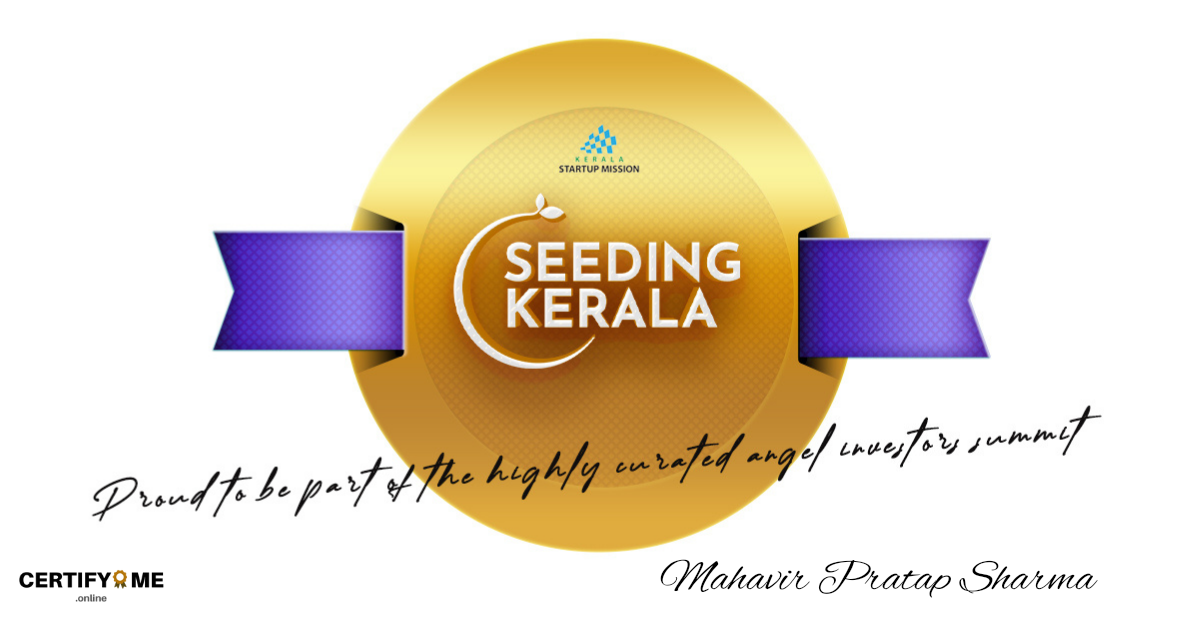 KERALA
STARTUP MISSION
SEEDING
KERALA
Proud to be part of the highly curated angel investors summit
CERTIFY ME
.online
Mahavir Pratap Sharma